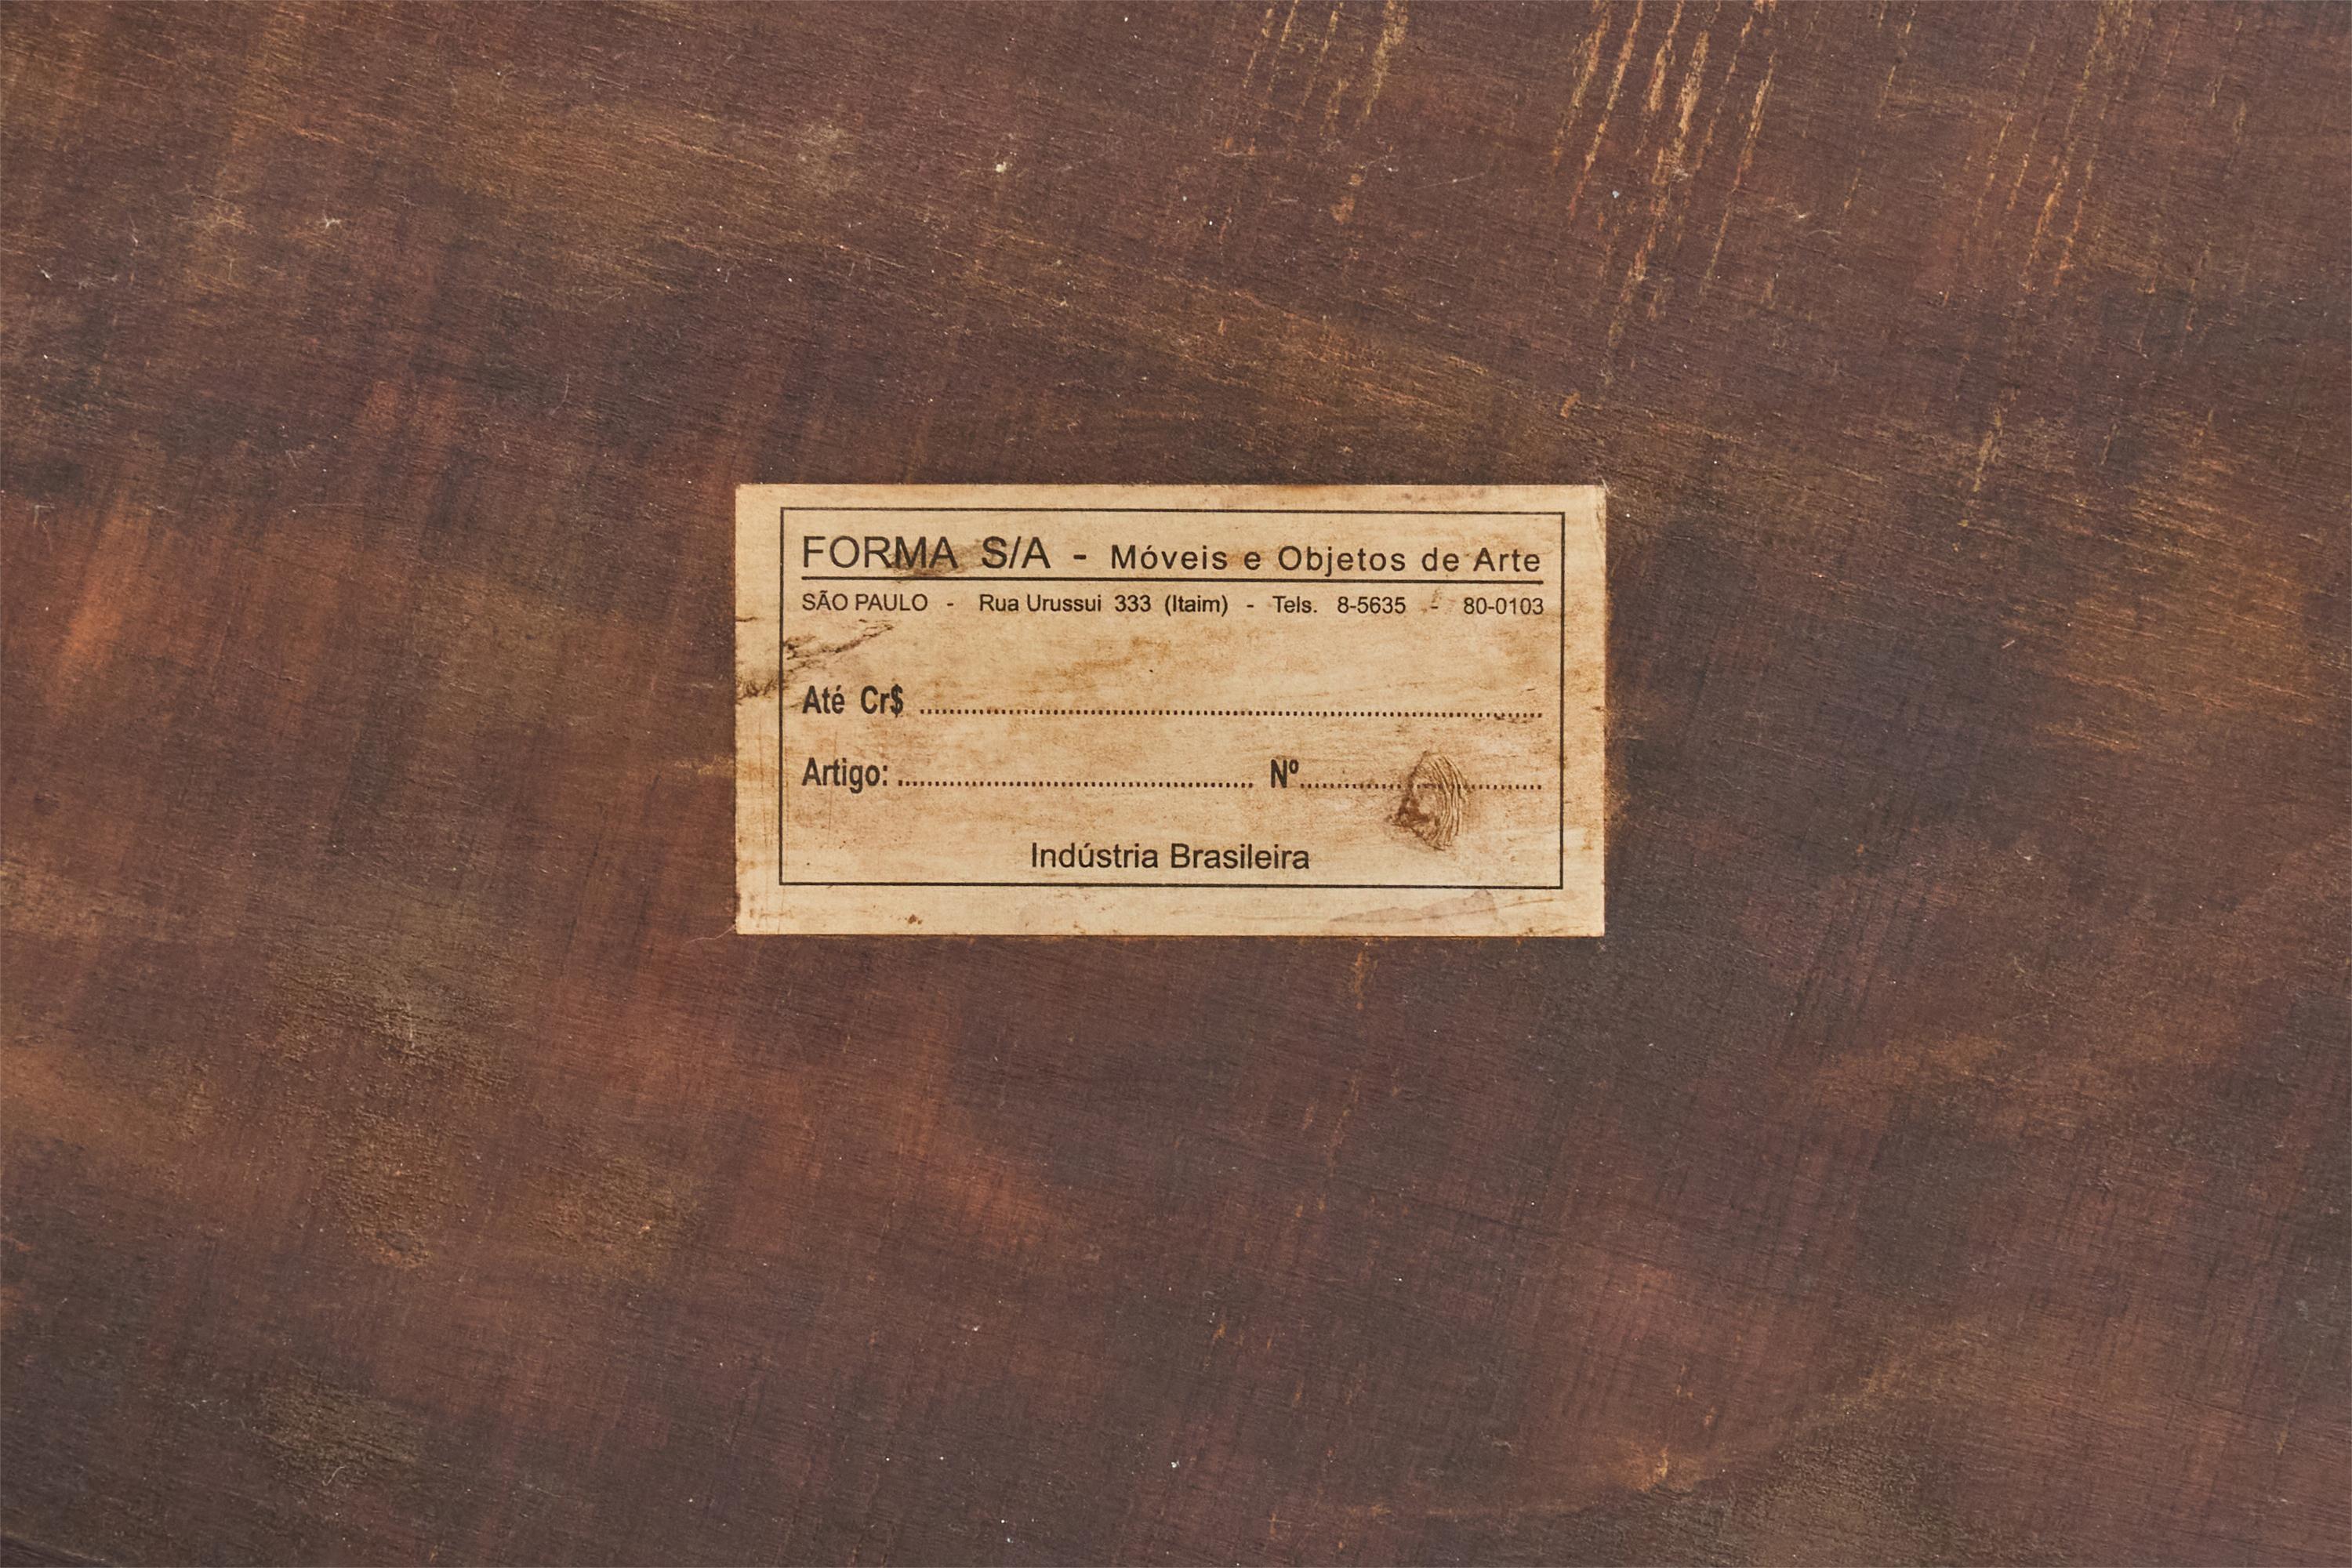 FORMA S/A - Móveis e Objetos de Arte
SÃO PAULO - Rua Urussui 333 (Itaim) - Tels. 8-5635 - 80-0103
Até Cr$ ........................................
Artigo: .............................. Nº....................
Indústria Brasileira